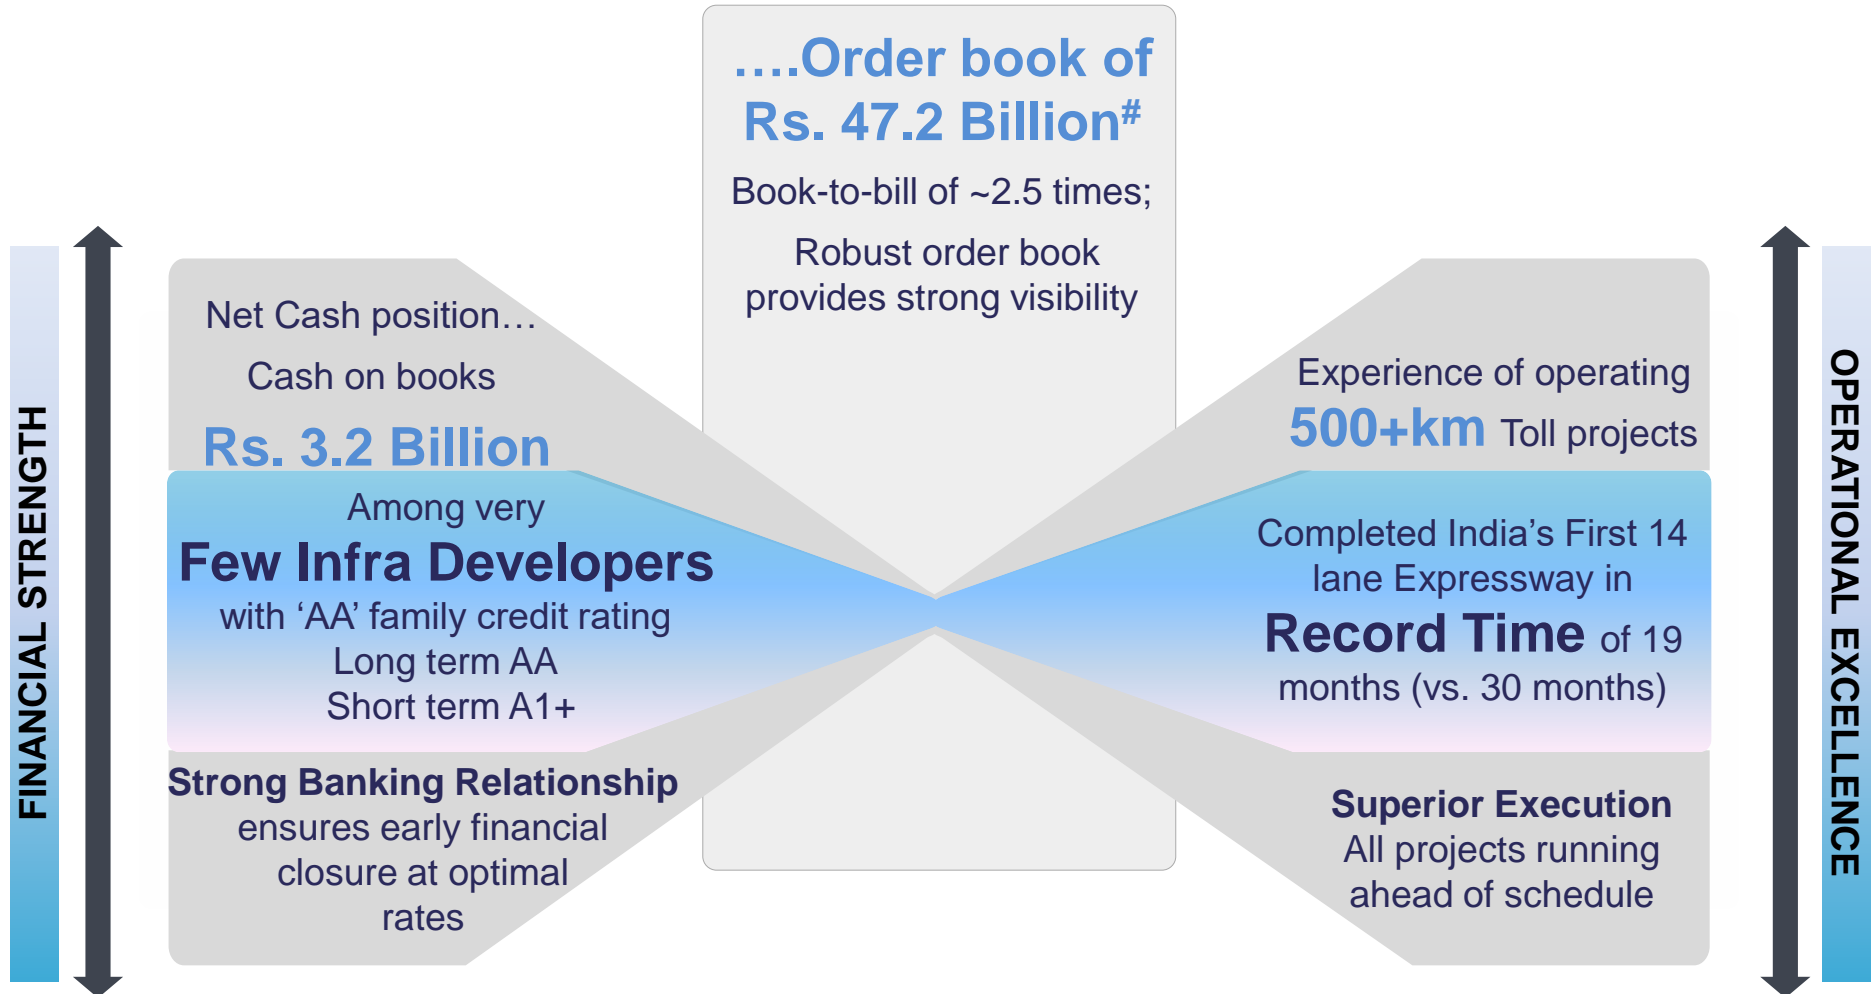 ….Order book of
Rs. 47.2 Billion#
Book-to-bill of ~2.5 times;
Robust order book
provides strong visibility
FINANCIAL STRENGTH
Net Cash position…
Cash on books
Rs. 3.2 Billion
Among very
Few Infra Developers
with ‘AA’ family credit rating
Long term AA
Short term A1+
Strong Banking Relationship
ensures early financial
closure at optimal
rates
Experience of operating
500+km Toll projects
Completed India’s First 14
lane Expressway in
Record Time of 19
months (vs. 30 months)
Superior Execution
All projects running
ahead of schedule
OPERATIONAL EXCELLENCE